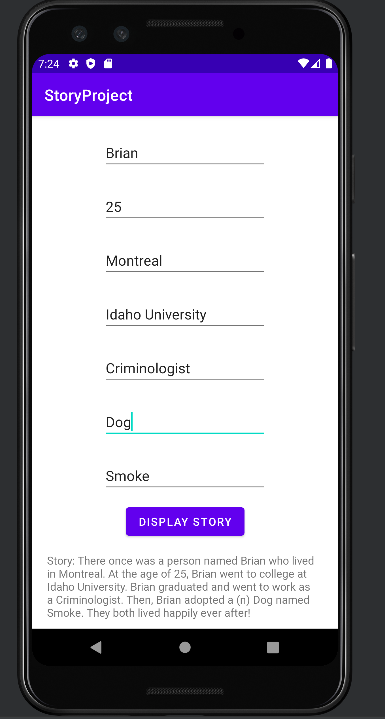 7:24
StoryProject
Brian
25
Montreal
Idaho University
Criminologist
Dog
Smoke
DISPLAY STORY
Story: There once was a person named Brian who lived
in Montreal. At the age of 25, Brian went to college at
Idaho University. Brian graduated and went to work as
a Criminologist. Then, Brian adopted a (n) Dog named
Smoke. They both lived happily ever after!